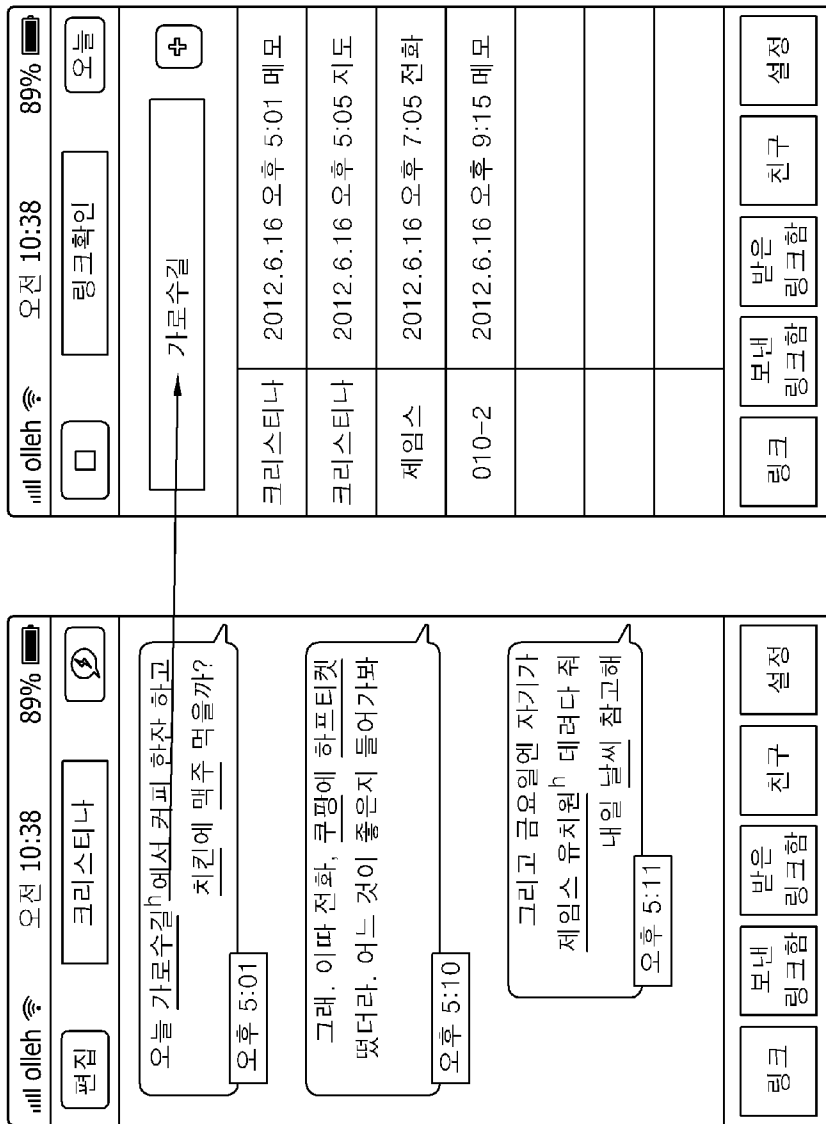 olleh 오전 10:38 89%
편집 크리스티나
오늘 가로수길ʰ에서 커피 한잔 하고
치킨에 맥주 먹을까?
오후 5:01
그래. 이따 전화, 쿠팡에 하프티켓
떴더라. 어느 것이 좋은지 들어가봐
오후 5:10
그리고 금요일엔 자기가
제임스 유치원ʰ 데려다 줘
내일 날씨 참고해
오후 5:11
링크 보낸 받은 친구 설정
링크함 링크함
olleh 오전 10:38 89%
링크확인 오늘
가로수길 +
크리스티나 2012.6.16 오후 5:01 메모
크리스티나 2012.6.16 오후 5:05 지도
제임스 2012.6.16 오후 7:05 전화
010-2 2012.6.16 오후 9:15 메모
링크 보낸 받은 친구 설정
링크함 링크함